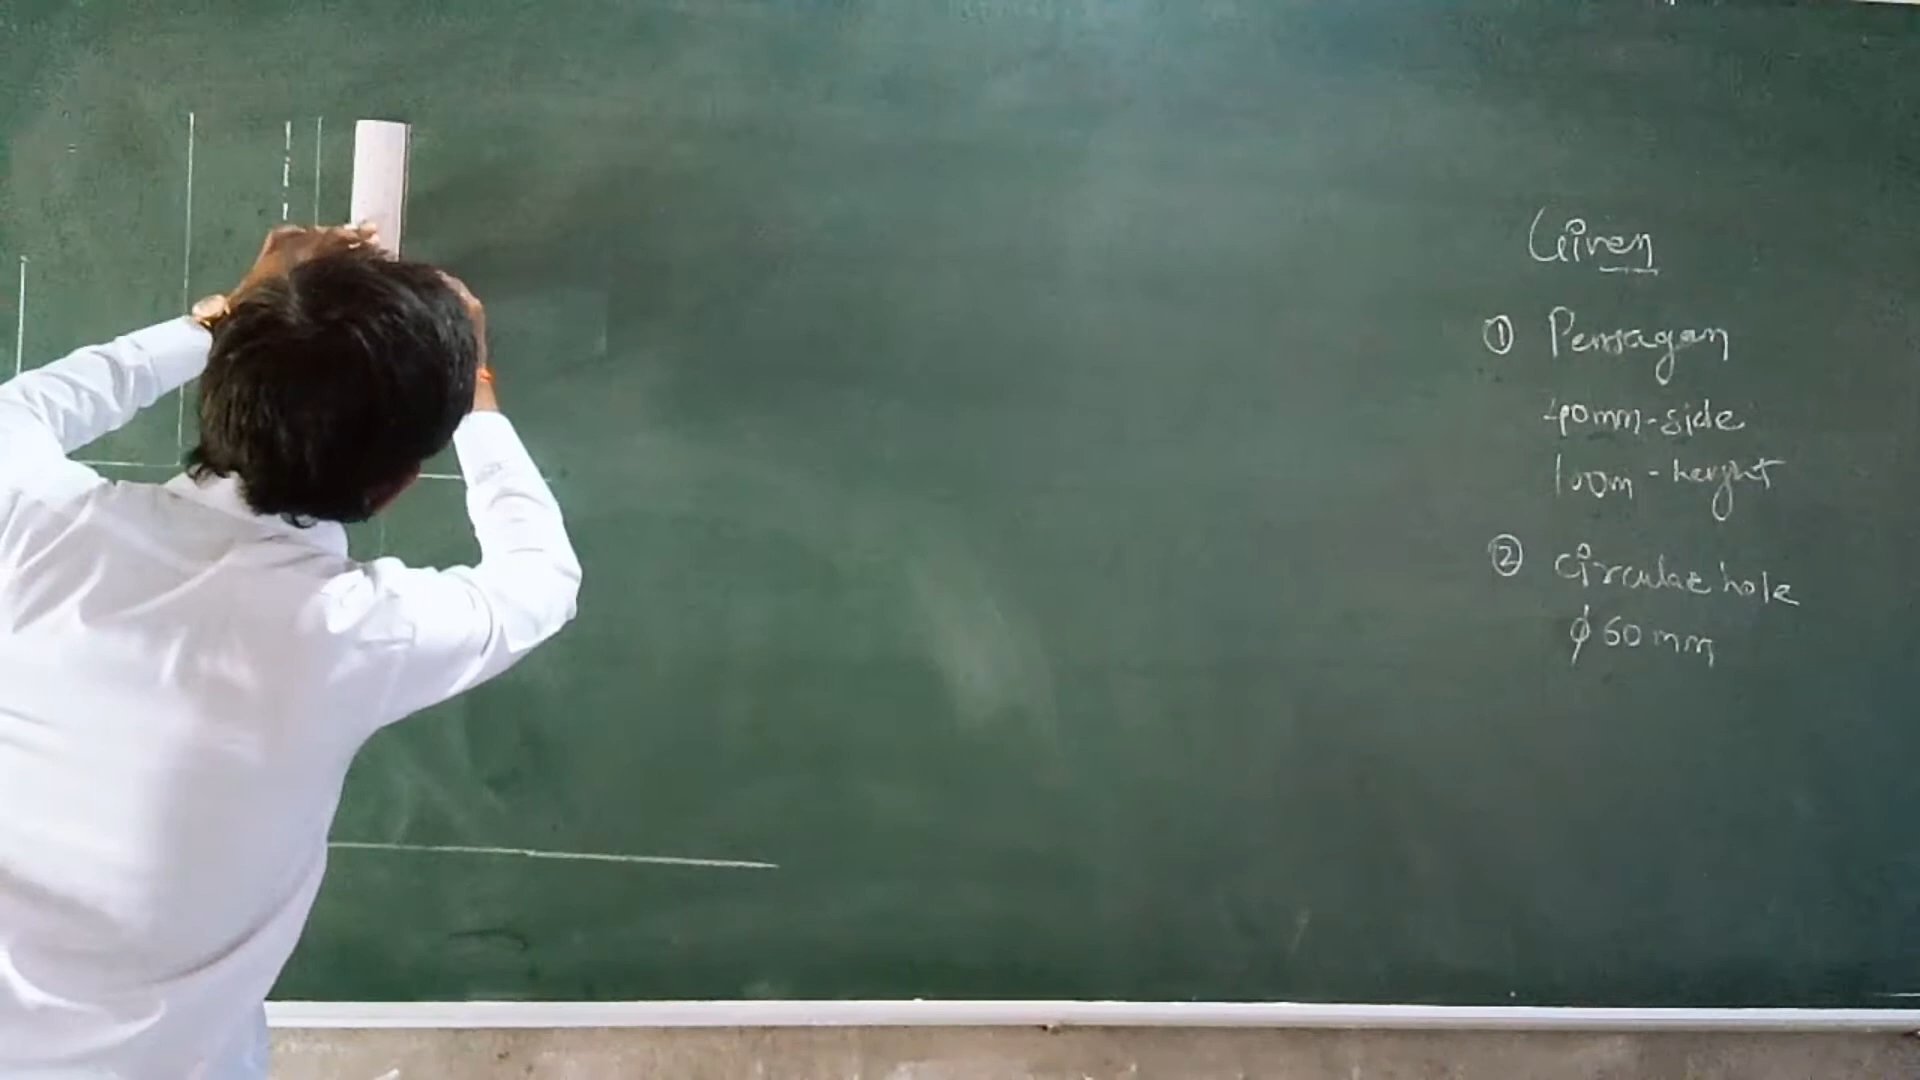 Given
① Pentagon
40mm-side
100m-height
② Circular hole
ϕ 60 mm